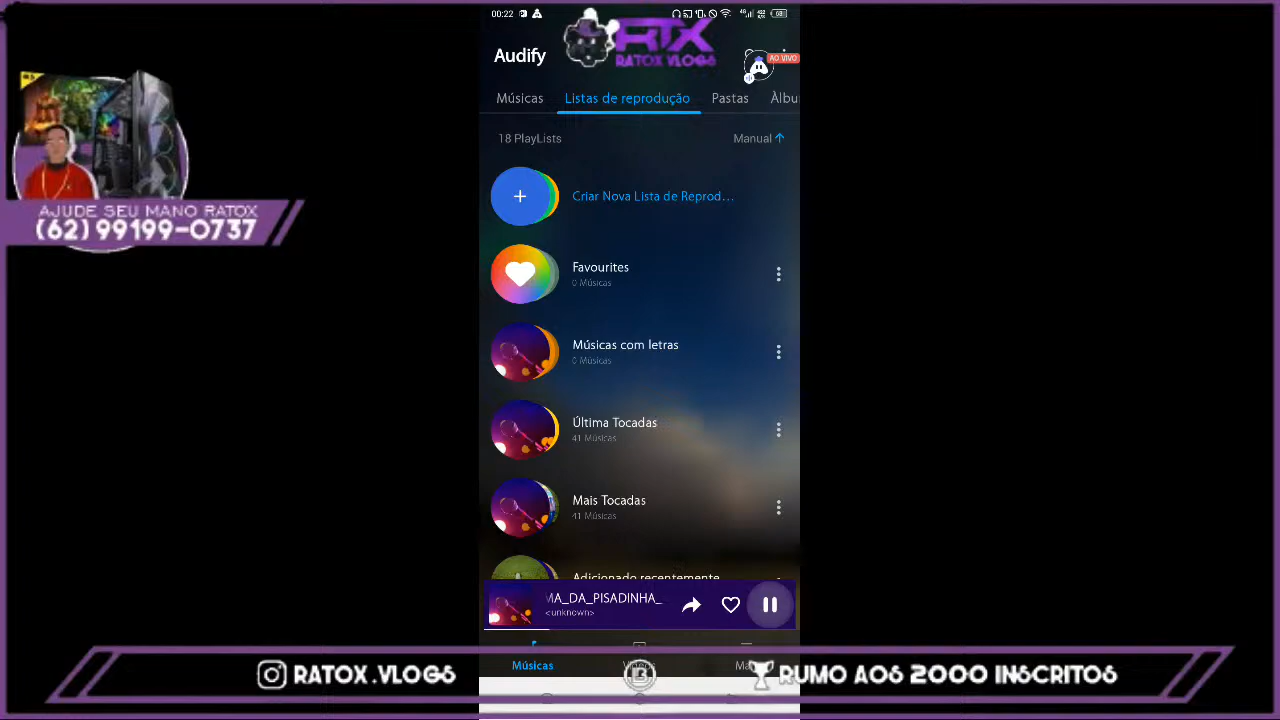 00:22
RTX
RATOX VLOGS
Audify
AO VIVO
Músicas
Listas de reprodução
Pastas
Álbu
18 PlayLists
Manual
AJUDE SEU MANO RATOX
(62) 99199-0737
Criar Nova Lista de Reprod...
Favourites
0 Músicas
Músicas com letras
0 Músicas
Última Tocadas
41 Músicas
Mais Tocadas
41 Músicas
Adicionado recentemente
MA_DA_PISADINHA_
<unknown>
Músicas
RATOX.VLOGS
RUMO AOS 2000 INSCRITOS